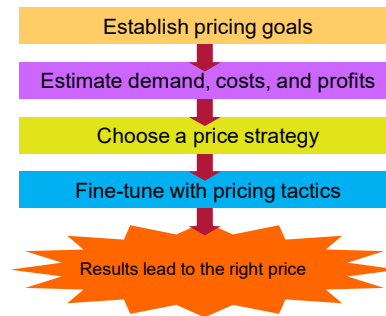 Establish pricing goals
Estimate demand, costs, and profits
Choose a price strategy
Fine-tune with pricing tactics
Results lead to the right price